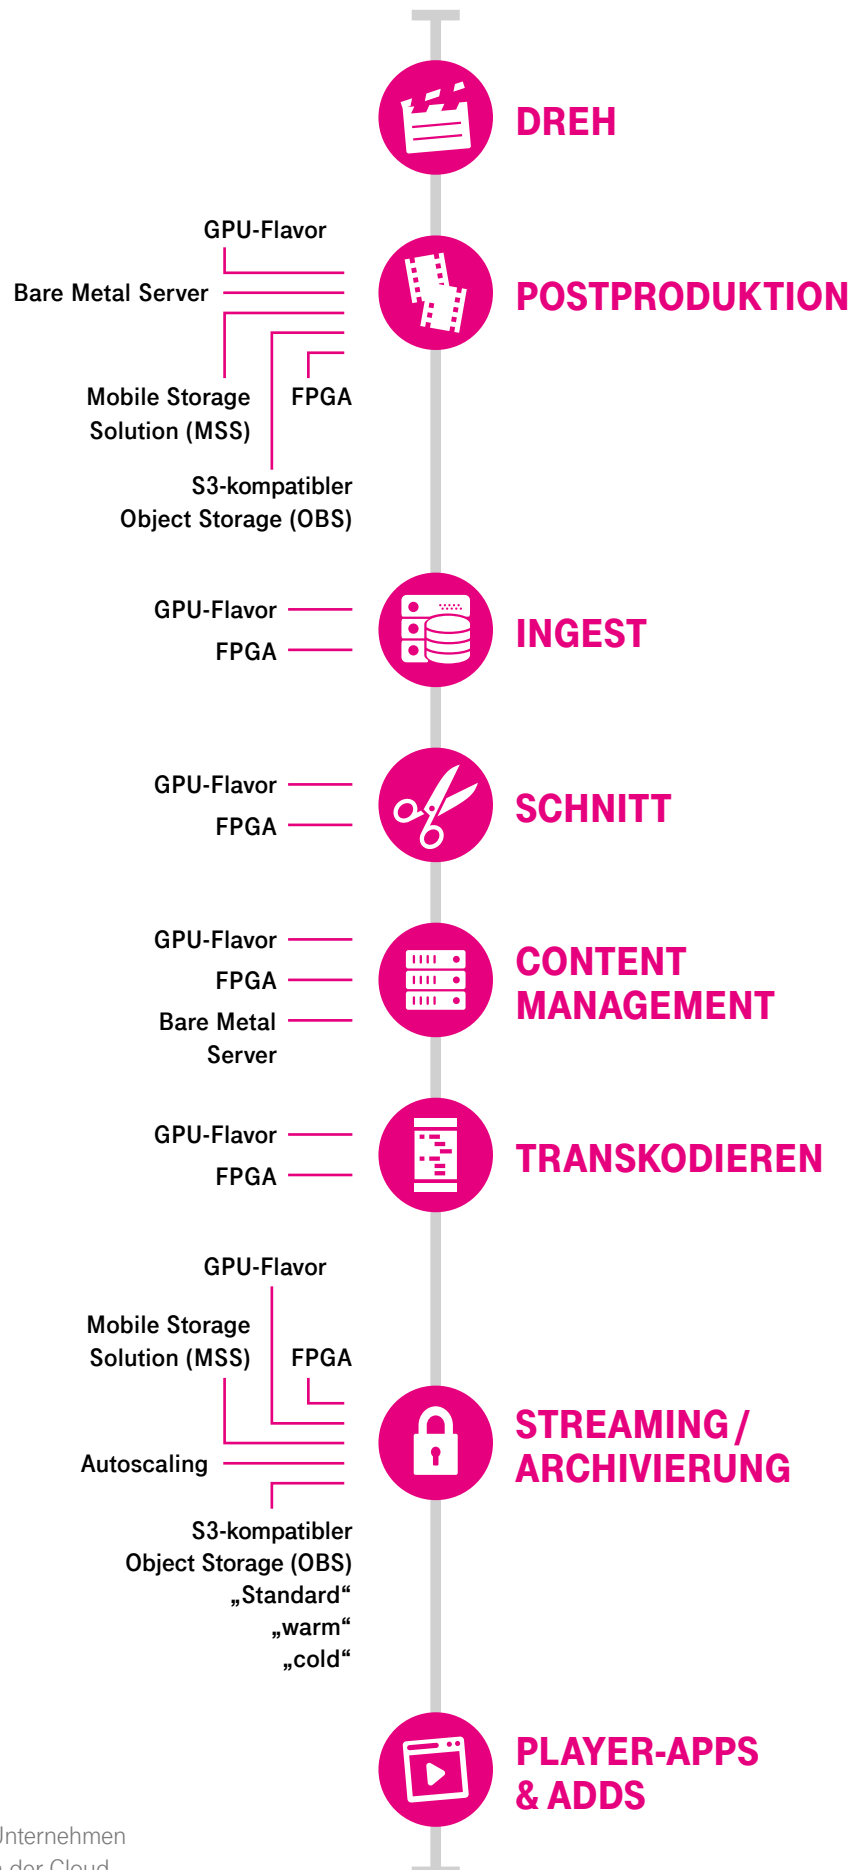 DREH
GPU-Flavor
Bare Metal Server
POSTPRODUKTION
Mobile Storage
Solution (MSS)
FPGA
S3-kompatibler
Object Storage (OBS)
GPU-Flavor
FPGA
INGEST
GPU-Flavor
FPGA
SCHNITT
GPU-Flavor
FPGA
Bare Metal
Server
CONTENT
MANAGEMENT
GPU-Flavor
FPGA
TRANSKODIEREN
GPU-Flavor
Mobile Storage
Solution (MSS)
FPGA
Autoscaling
STREAMING /
ARCHIVIERUNG
S3-kompatibler
Object Storage (OBS)
„Standard“
„warm“
„cold“
PLAYER-APPS
& ADDS
Unternehmen
der Cloud